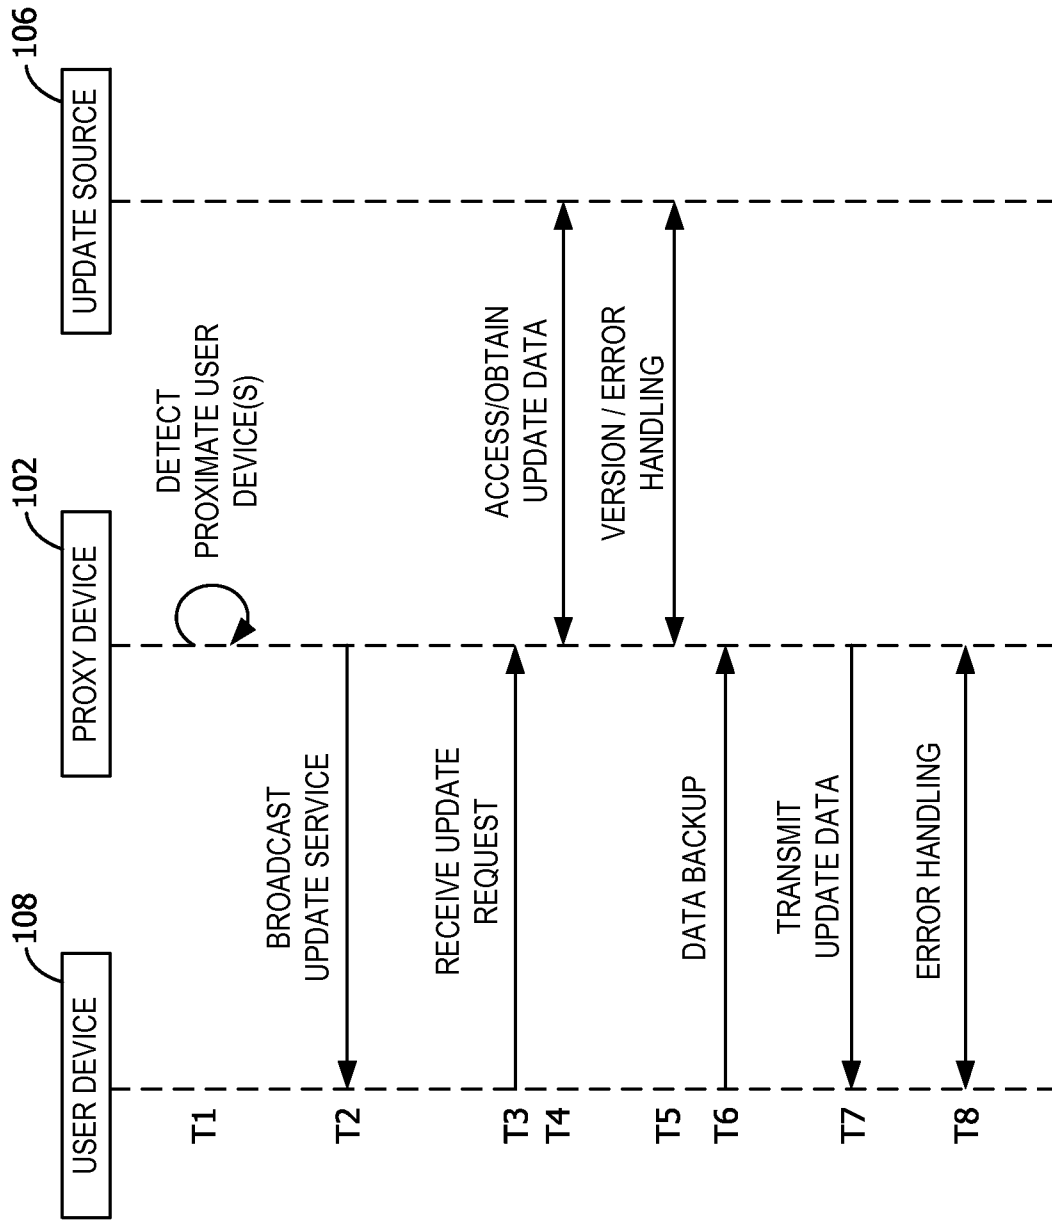 108
102
106
USER DEVICE
PROXY DEVICE
UPDATE SOURCE
T1
DETECT
PROXIMATE USER
DEVICE(S)
T2
BROADCAST
UPDATE SERVICE
T3
RECEIVE UPDATE
REQUEST
T4
ACCESS/OBTAIN
UPDATE DATA
T5
VERSION / ERROR
HANDLING
T6
DATA BACKUP
T7
TRANSMIT
UPDATE DATA
T8
ERROR HANDLING